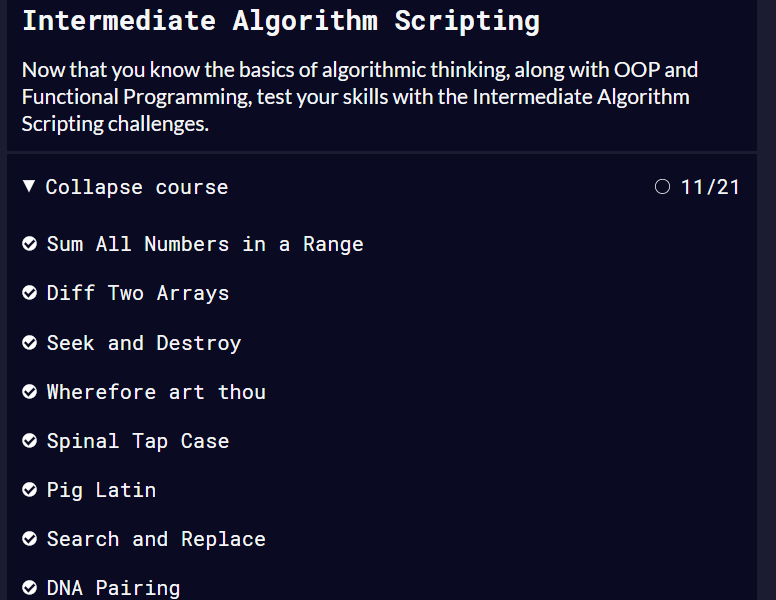 Intermediate Algorithm Scripting
Now that you know the basics of algorithmic thinking, along with OOP and
Functional Programming, test your skills with the Intermediate Algorithm
Scripting challenges.
Collapse course 11/21
Sum All Numbers in a Range
Diff Two Arrays
Seek and Destroy
Wherefore art thou
Spinal Tap Case
Pig Latin
Search and Replace
DNA Pairing